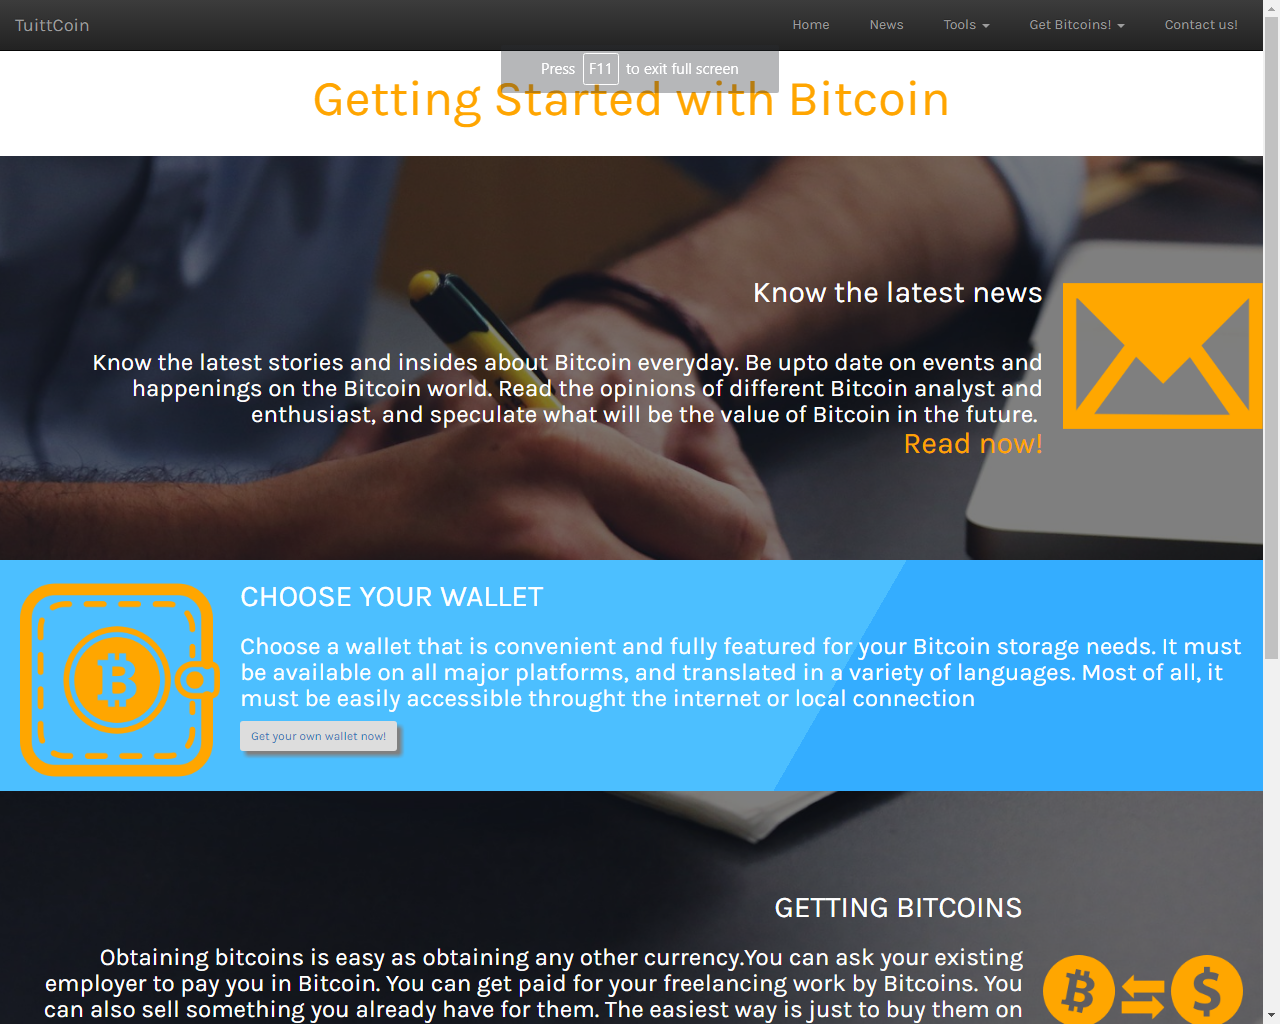 TuittCoin
Home
News
Tools
Get Bitcoins!
Contact us!
Press F11 to exit full screen
Getting Started with Bitcoin
Know the latest news
Know the latest stories and insides about Bitcoin everyday. Be upto date on events and
happenings on the Bitcoin world. Read the opinions of different Bitcoin analyst and
enthusiast, and speculate what will be the value of Bitcoin in the future.
Read now!
CHOOSE YOUR WALLET
Choose a wallet that is convenient and fully featured for your Bitcoin storage needs. It must
be available on all major platforms, and translated in a variety of languages. Most of all, it
must be easily accessible throught the internet or local connection
Get your own wallet now!
GETTING BITCOINS
Obtaining bitcoins is easy as obtaining any other currency.You can ask your existing
employer to pay you in Bitcoin. You can get paid for your freelancing work by Bitcoins. You
can also sell something you already have for them. The easiest way is just to buy them on